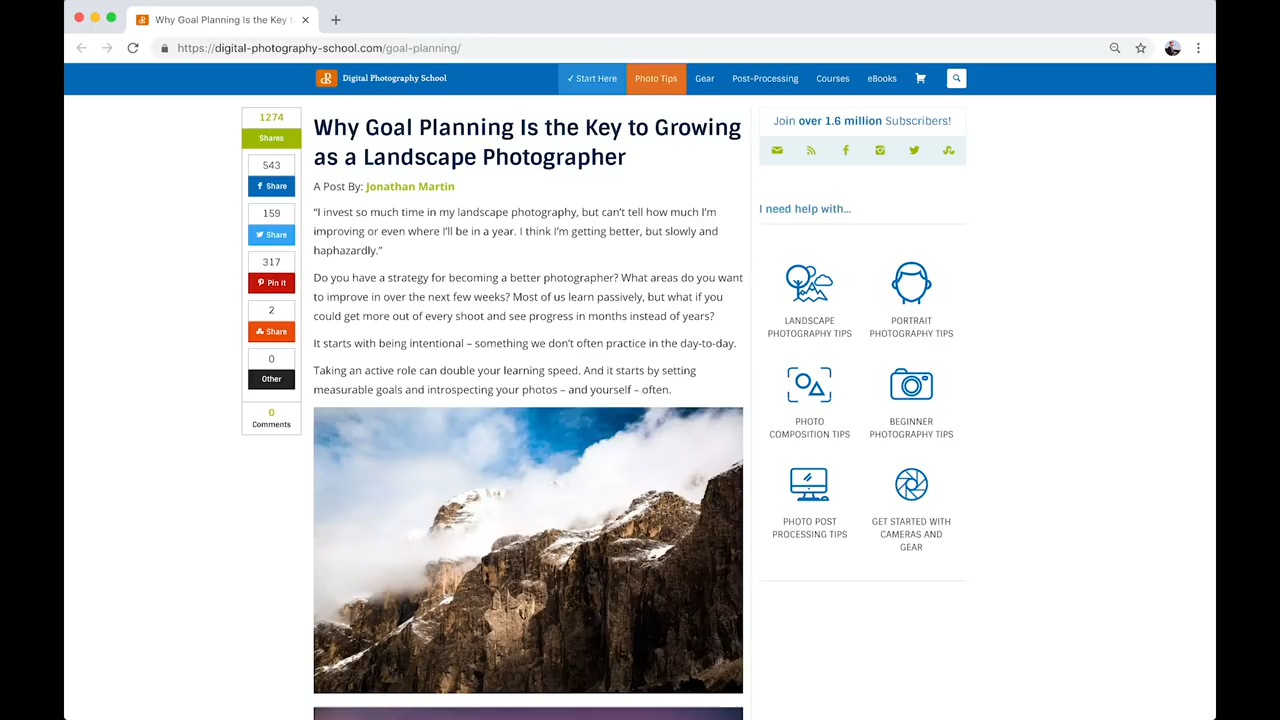 Why Goal Planning Is the Key t
https://digital-photography-school.com/goal-planning/
Digital Photography School
✓ Start Here
Photo Tips
Gear
Post-Processing
Courses
eBooks
1274
Shares
543
Share
159
Share
317
Pin it
2
Share
0
Other
0
Comments
Why Goal Planning Is the Key to Growing
as a Landscape Photographer
A Post By: Jonathan Martin
“I invest so much time in my landscape photography, but can’t tell how much I’m
improving or even where I’ll be in a year. I think I’m getting better, but slowly and
haphazardly.”
Do you have a strategy for becoming a better photographer? What areas do you want
to improve in over the next few weeks? Most of us learn passively, but what if you
could get more out of every shoot and see progress in months instead of years?
It starts with being intentional – something we don’t often practice in the day-to-day.
Taking an active role can double your learning speed. And it starts by setting
measurable goals and introspecting your photos – and yourself – often.
Join over 1.6 million Subscribers!
I need help with...
LANDSCAPE
PHOTOGRAPHY TIPS
PORTRAIT
PHOTOGRAPHY TIPS
PHOTO
COMPOSITION TIPS
BEGINNER
PHOTOGRAPHY TIPS
PHOTO POST
PROCESSING TIPS
GET STARTED WITH
CAMERAS AND
GEAR